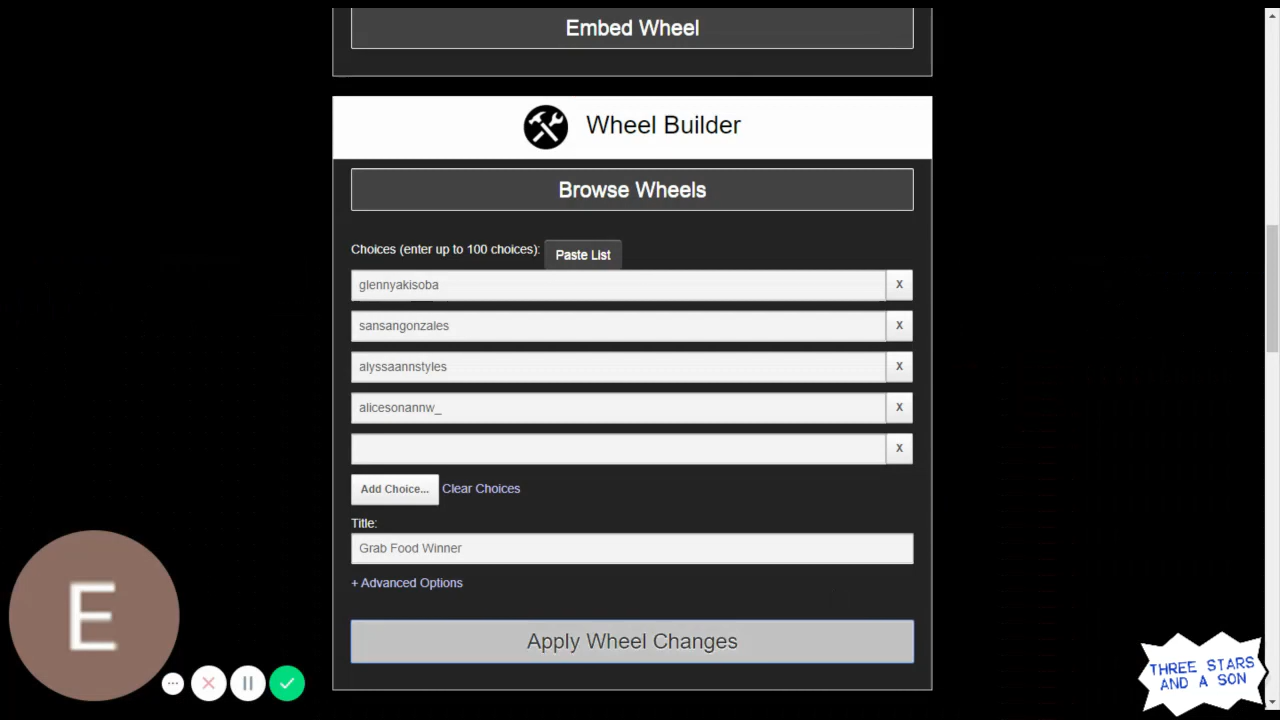 Embed Wheel
Wheel Builder
Browse Wheels
Choices (enter up to 100 choices): Paste List
glennyakisoba X
sansangonzales X
alyssaannstyles X
alicesonannw_ X
X
Add Choice... Clear Choices
Title:
Grab Food Winner
+ Advanced Options
Apply Wheel Changes
E
THREE STARS
AND A SON